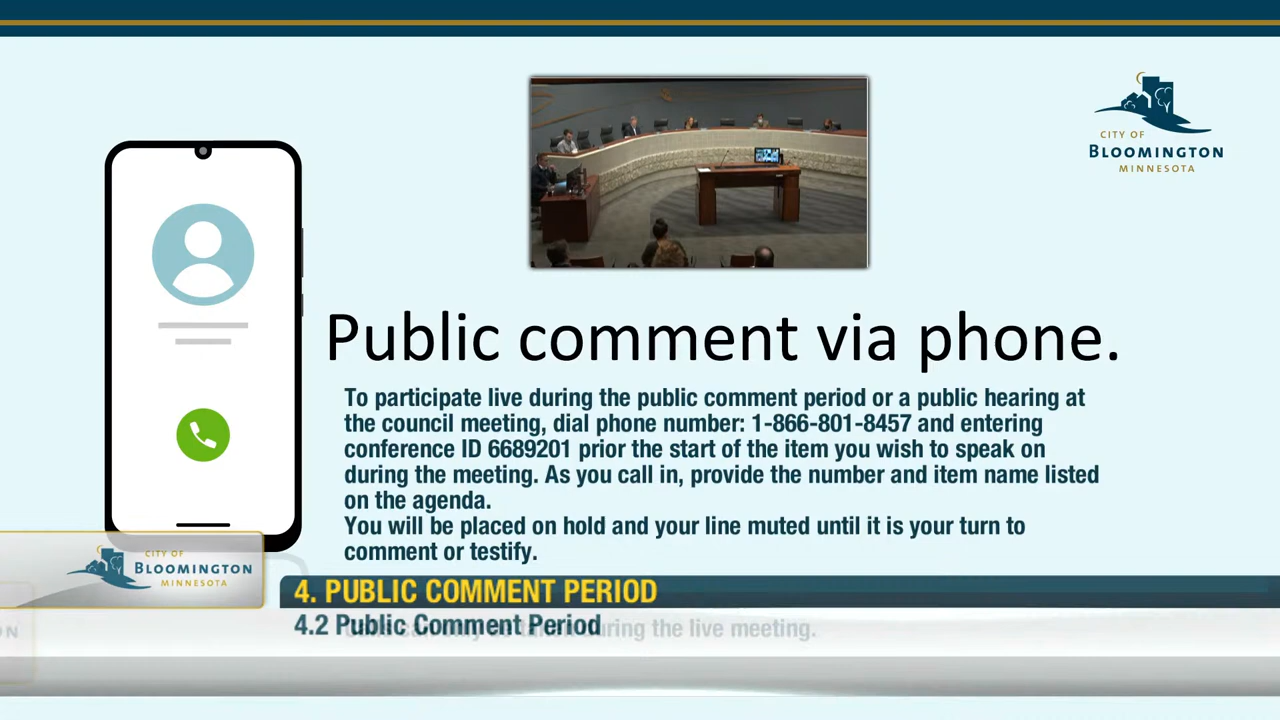 CITY OF
BLOOMINGTON
MINNESOTA
Public comment via phone.
To participate live during the public comment period or a public hearing at
the council meeting, dial phone number: 1-866-801-8457 and entering
conference ID 6689201 prior the start of the item you wish to speak on
during the meeting. As you call in, provide the number and item name listed
on the agenda.
You will be placed on hold and your line muted until it is your turn to
comment or testify.
CITY OF
BLOOMINGTON
MINNESOTA
4. PUBLIC COMMENT PERIOD
4.2 Public Comment Period
during the live meeting.